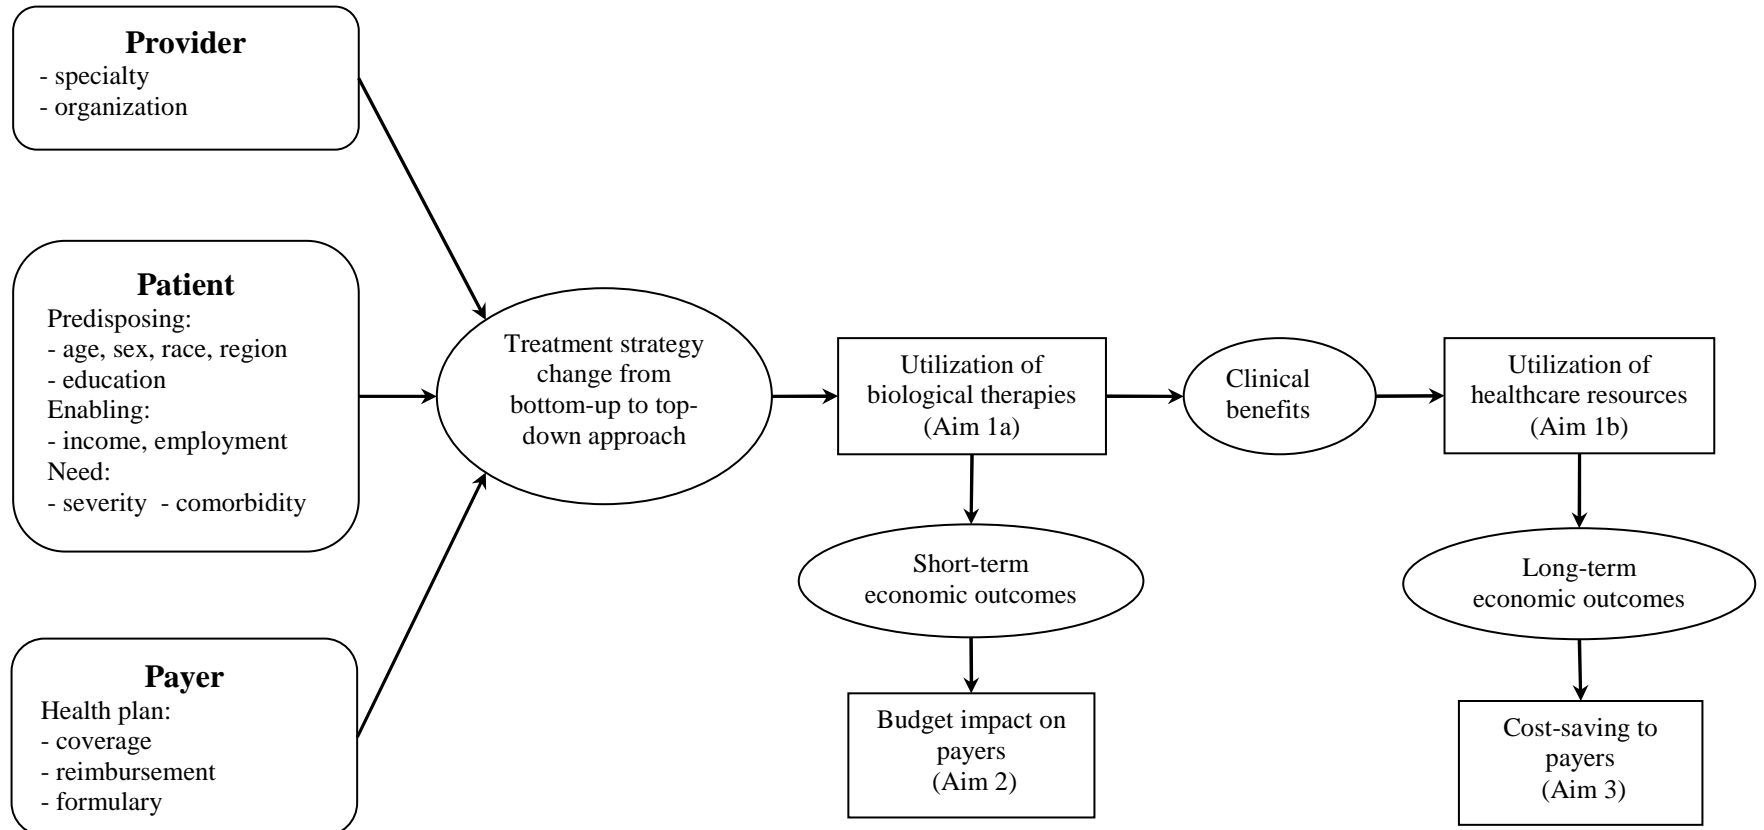 Provider
- specialty
- organization
Patient
Predisposing:
- age, sex, race, region
- education
Enabling:
- income, employment
Need:
- severity  - comorbidity
Payer
Health plan:
- coverage
- reimbursement
- formulary
Treatment strategy
change from
bottom-up to top-
down approach
Utilization of
biological therapies
(Aim 1a)
Clinical
benefits
Utilization of
healthcare resources
(Aim 1b)
Short-term
economic outcomes
Long-term
economic outcomes
Budget impact on
payers
(Aim 2)
Cost-saving to
payers
(Aim 3)